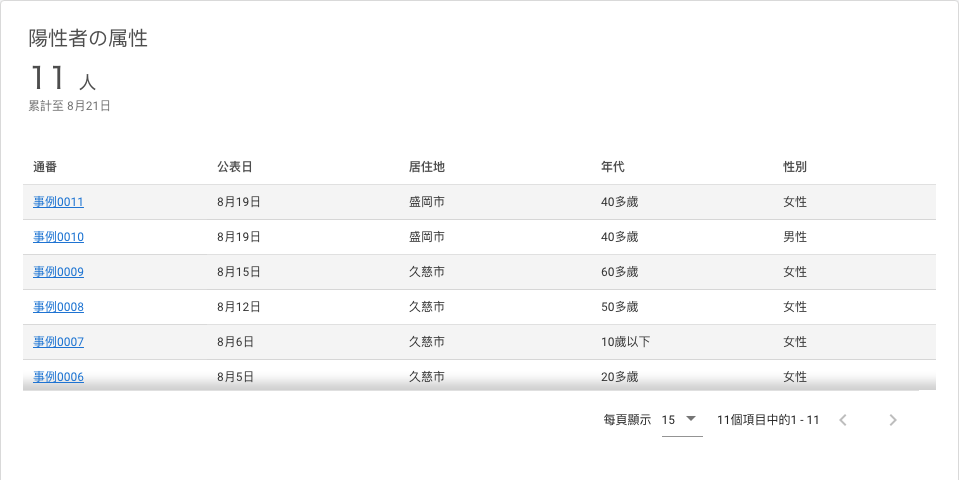 陽性者の属性
11 人
累計至 8月21日
通番 公表日 居住地 年代 性別
事例0011 8月19日 盛岡市 40多歲 女性
事例0010 8月19日 盛岡市 40多歲 男性
事例0009 8月15日 久慈市 60多歲 女性
事例0008 8月12日 久慈市 50多歲 女性
事例0007 8月6日 久慈市 10歲以下 女性
事例0006 8月5日 久慈市 20多歲 女性
每頁顯示 15 11個項目中的1 - 11